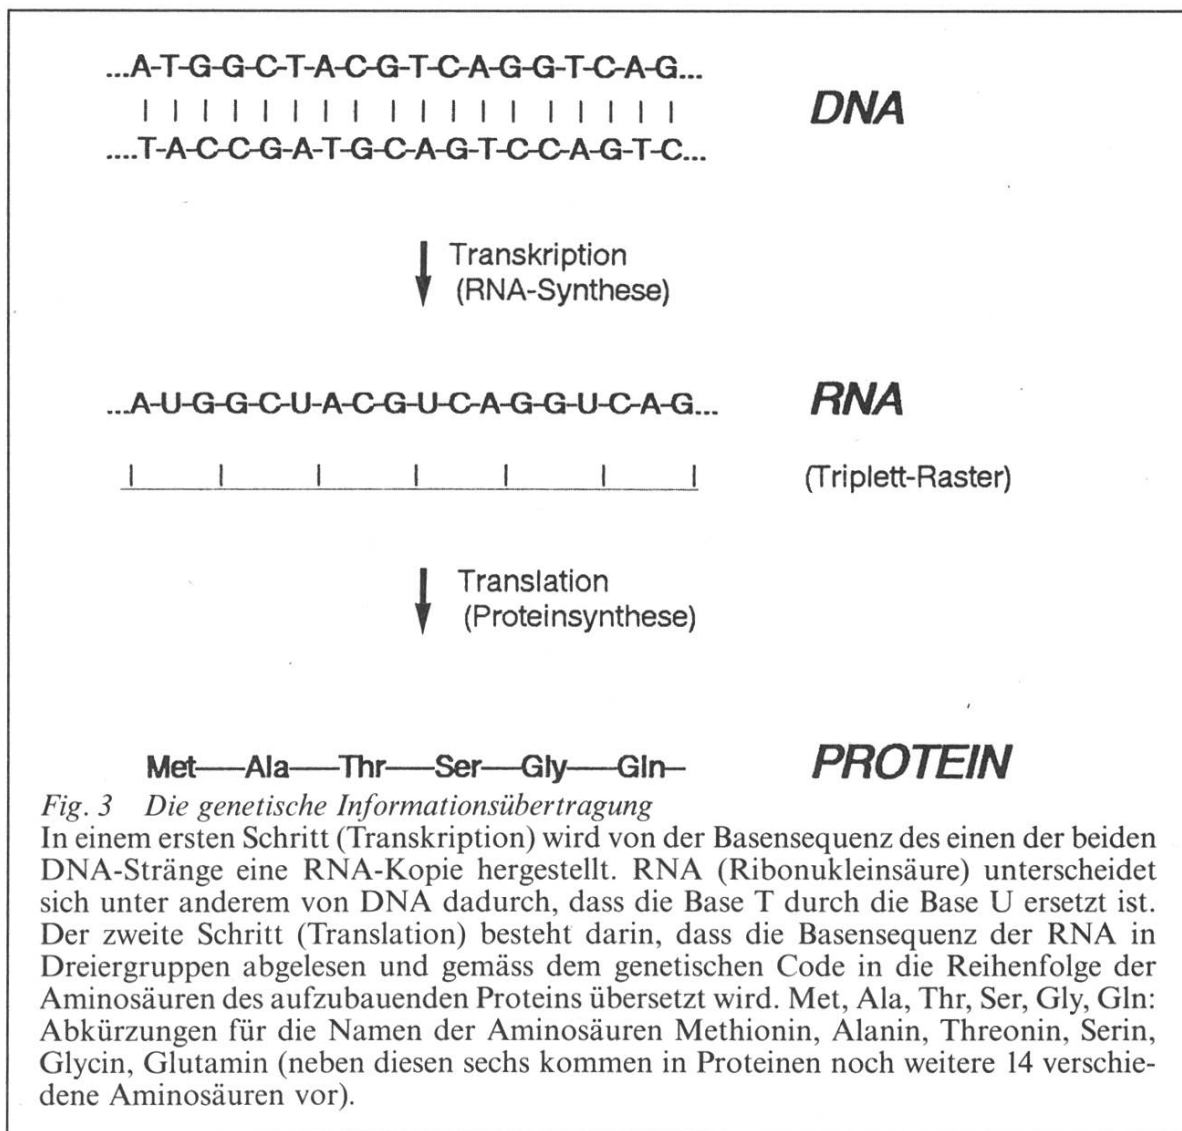 ...A-T-G-G-C-T-A-C-G-T-C-A-G-G-T-C-A-G...
DNA
....T-A-C-C-G-A-T-G-C-A-G-T-C-C-A-G-T-C...
Transkription
(RNA-Synthese)
...A-U-G-G-C-U-A-C-G-U-C-A-G-G-U-C-A-G...
RNA
(Triplett-Raster)
Translation
(Proteinsynthese)
Met—Ala—Thr—Ser—Gly—Gln–
PROTEIN
Fig. 3 Die genetische Informationsübertragung
In einem ersten Schritt (Transkription) wird von der Basensequenz des einen der beiden
DNA-Stränge eine RNA-Kopie hergestellt. RNA (Ribonukleinsäure) unterscheidet
sich unter anderem von DNA dadurch, dass die Base T durch die Base U ersetzt ist.
Der zweite Schritt (Translation) besteht darin, dass die Basensequenz der RNA in
Dreiergruppen abgelesen und gemäss dem genetischen Code in die Reihenfolge der
Aminosäuren des aufzubauenden Proteins übersetzt wird. Met, Ala, Thr, Ser, Gly, Gln:
Abkürzungen für die Namen der Aminosäuren Methionin, Alanin, Threonin, Serin,
Glycin, Glutamin (neben diesen sechs kommen in Proteinen noch weitere 14 verschie-
dene Aminosäuren vor).